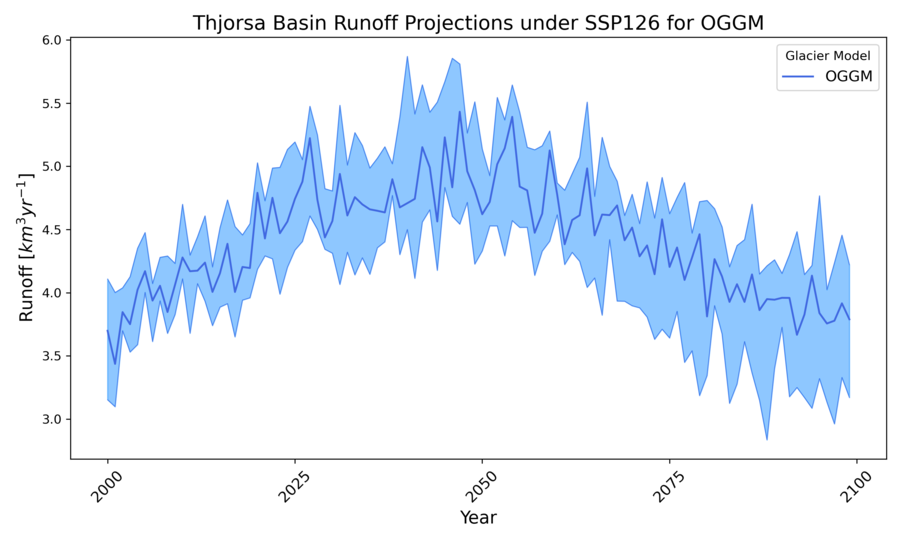 Thjorsa Basin Runoff Projections under SSP126 for OGGM
Glacier Model
OGGM
Runoff [km³yr⁻¹]
6.0
5.5
5.0
4.5
4.0
3.5
3.0
2000
2025
2050
2075
2100
Year